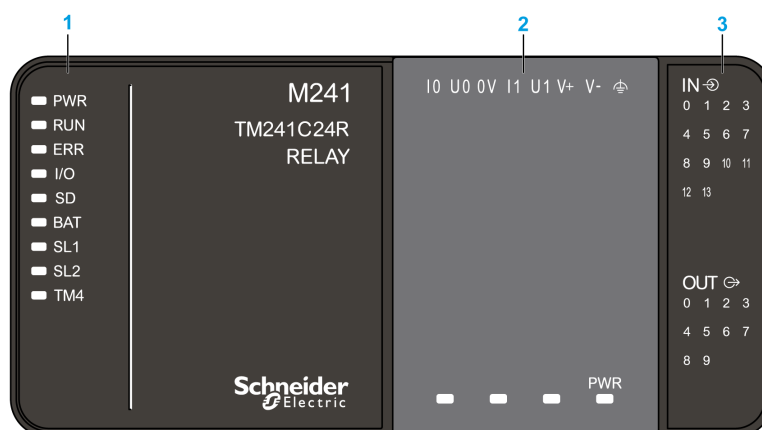 1
2
3
PWR
RUN
ERR
I/O
SD
BAT
SL1
SL2
TM4
M241
TM241C24R
RELAY
Schneider
Electric
I0 U0 0V I1 U1 V+ V-
PWR
IN
0 1 2 3
4 5 6 7
8 9 10 11
12 13
OUT
0 1 2 3
4 5 6 7
8 9